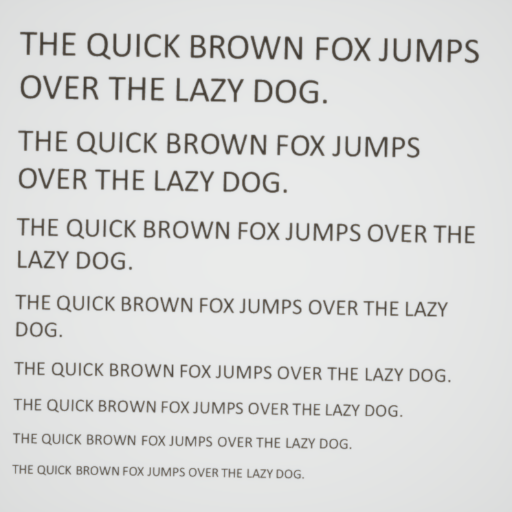 THE QUICK BROWN FOX JUMPS
OVER THE LAZY DOG.
THE QUICK BROWN FOX JUMPS
OVER THE LAZY DOG.
THE QUICK BROWN FOX JUMPS OVER THE
LAZY DOG.
THE QUICK BROWN FOX JUMPS OVER THE LAZY
DOG.
THE QUICK BROWN FOX JUMPS OVER THE LAZY DOG.
THE QUICK BROWN FOX JUMPS OVER THE LAZY DOG.
THE QUICK BROWN FOX JUMPS OVER THE LAZY DOG.
THE QUICK BROWN FOX JUMPS OVER THE LAZY DOG.